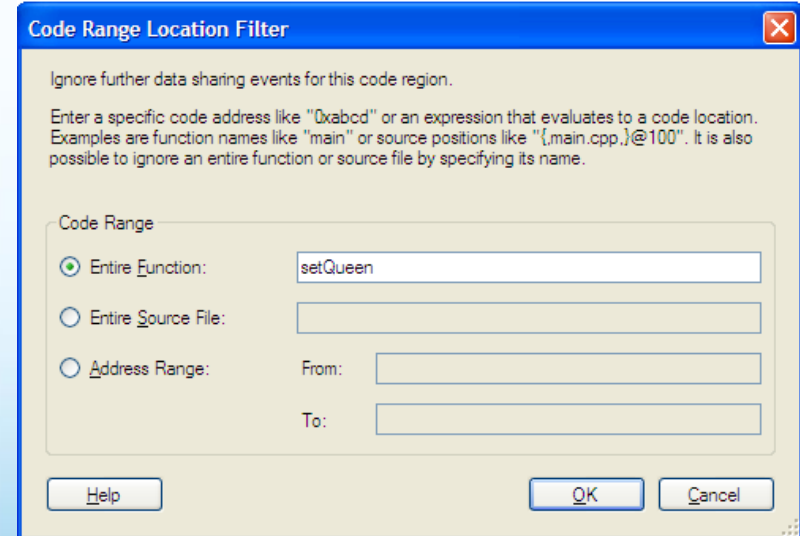 Code Range Location Filter
Ignore further data sharing events for this code region.
Enter a specific code address like "0xabcd" or an expression that evaluates to a code location.
Examples are function names like "main" or source positions like "{,main.cpp,}@100". It is also
possible to ignore an entire function or source file by specifying its name.
Code Range
Entire Function: setQueen
Entire Source File:
Address Range: From:
To:
Help OK Cancel